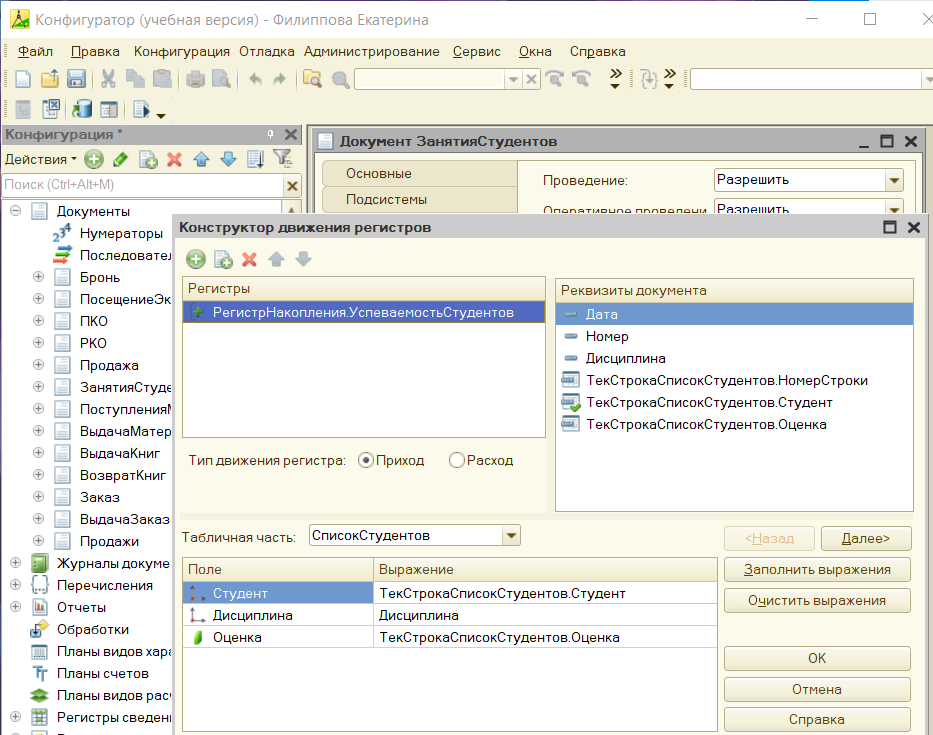 Конфигуратор (учебная версия) - Филиппова Екатерина
Файл Правка Конфигурация Отладка Администрирование Сервис Окна Справка
Конфигурация *
Действия
Поиск (Ctrl+Alt+M)
Документы
Нумераторы
Последовател
Бронь
ПосещениеЭк
ПКО
РКО
Продажа
ЗанятияСтуде
Поступления
ВыдачаМатер
ВыдачаКниг
ВозвратКниг
Заказ
ВыдачаЗаказ
Продажи
Журналы докуме
Перечисления
Отчеты
Обработки
Планы видов хара
Планы счетов
Планы видов рас
Регистры сведени
Документ ЗанятияСтудентов
Основные
Подсистемы
Проведение: Разрешить
Оперативное проведени Разрешить
Конструктор движения регистров
Регистры
РегистрНакопления.УспеваемостьСтудентов
Тип движения регистра: Приход Расход
Реквизиты документа
Дата
Номер
Дисциплина
ТекСтрокаСписокСтудентов.НомерСтроки
ТекСтрокаСписокСтудентов.Студент
ТекСтрокаСписокСтудентов.Оценка
Табличная часть: СписокСтудентов
<Назад Далее>
Поле Выражение
Студент ТекСтрокаСписокСтудентов.Студент
Дисциплина Дисциплина
Оценка ТекСтрокаСписокСтудентов.Оценка
Заполнить выражения
Очистить выражения
OK
Отмена
Справка